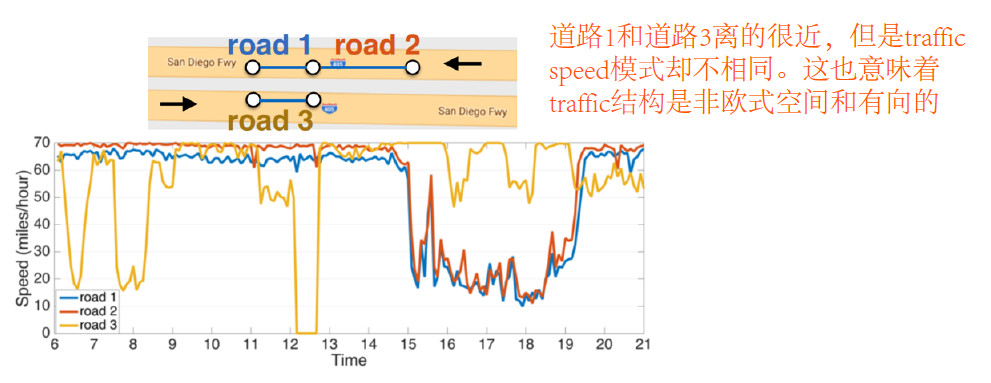 road 1 road 2
San Diego Fwy
road 3
San Diego Fwy
道路1和道路3离的很近，但是traffic
speed模式却不相同。这也意味着
traffic结构是非欧式空间和有向的
Speed (miles/hour)
70
60
50
40
30
20
10
0
road 1
road 2
road 3
6 7 8 9 10 11 12 13 14 15 16 17 18 19 20 21
Time